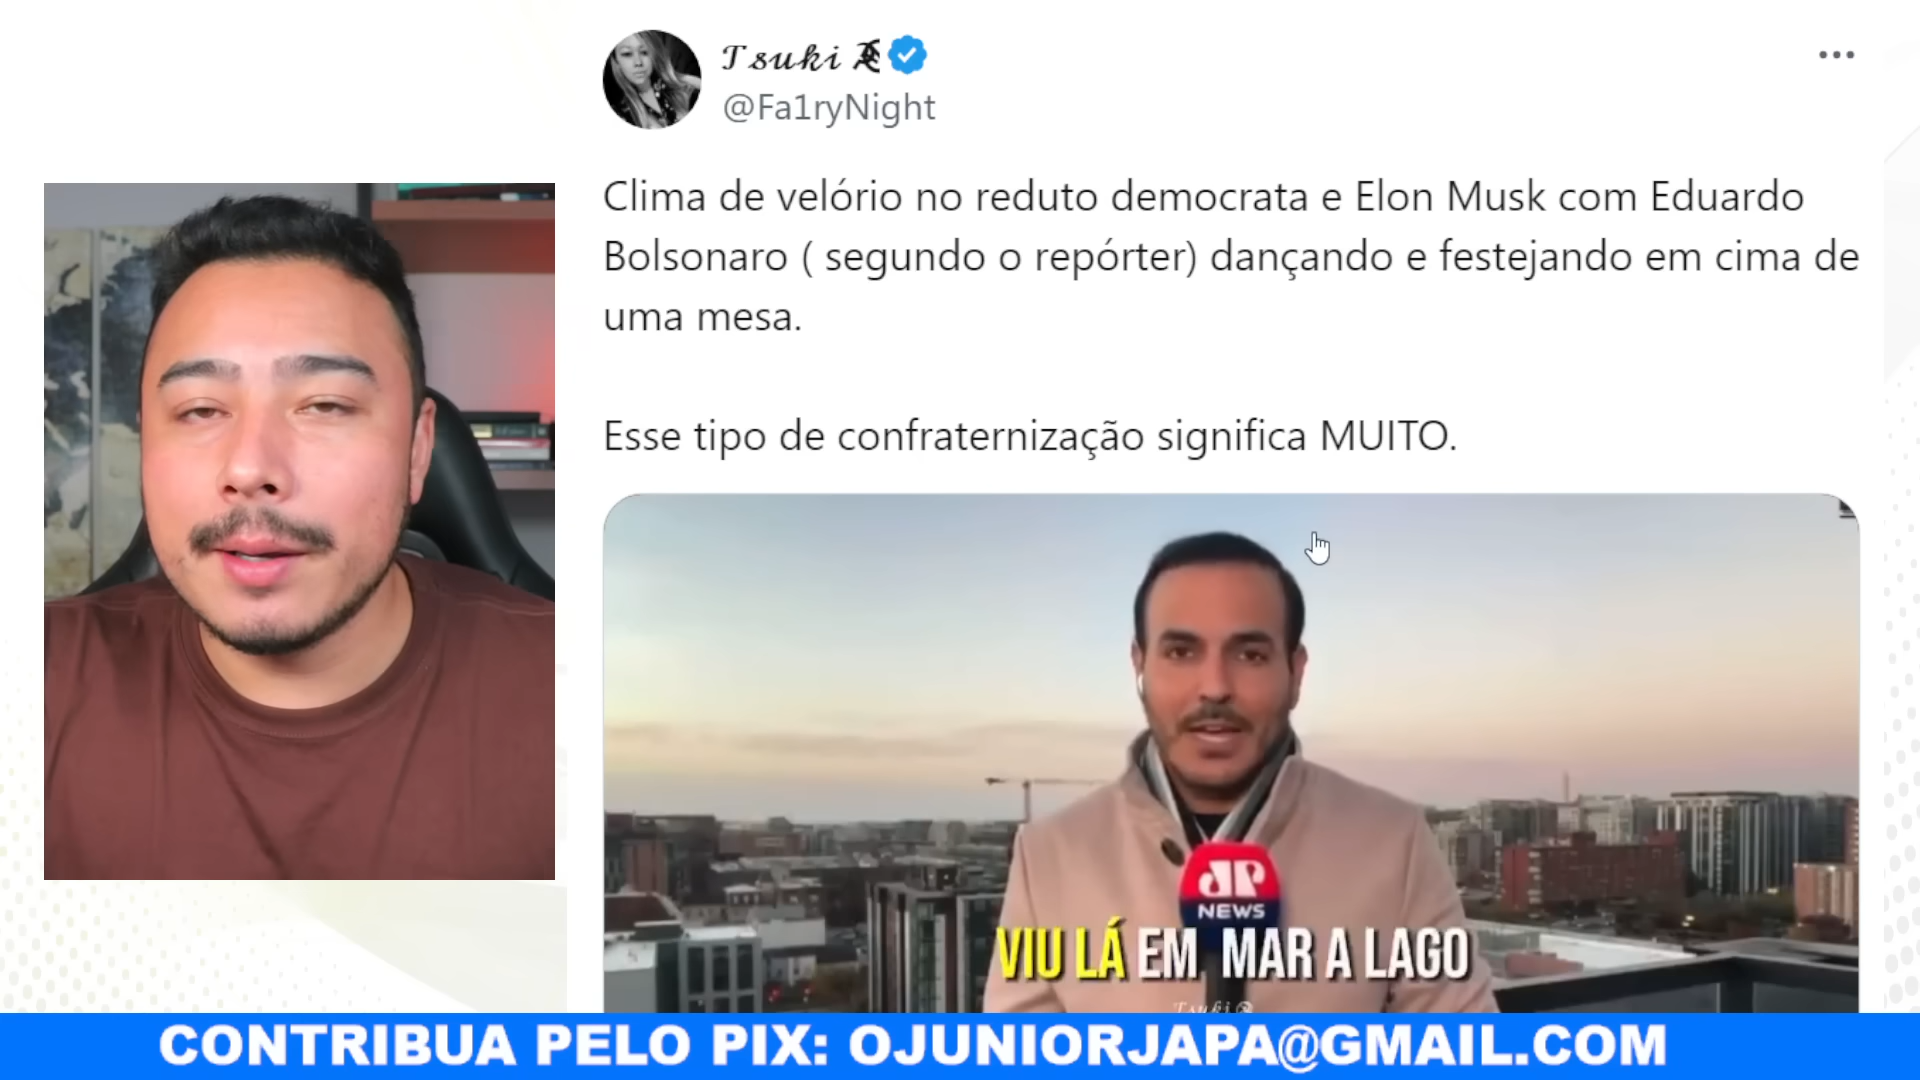 Tsuki
@Fa1ryNight
Clima de velório no reduto democrata e Elon Musk com Eduardo
Bolsonaro ( segundo o repórter) dançando e festejando em cima de
uma mesa.
Esse tipo de confraternização significa MUITO.
JP
NEWS
VIU LÁ EM MAR A LAGO
Tsuki
CONTRIBUA PELO PIX: OJUNIORJAPA@GMAIL.COM